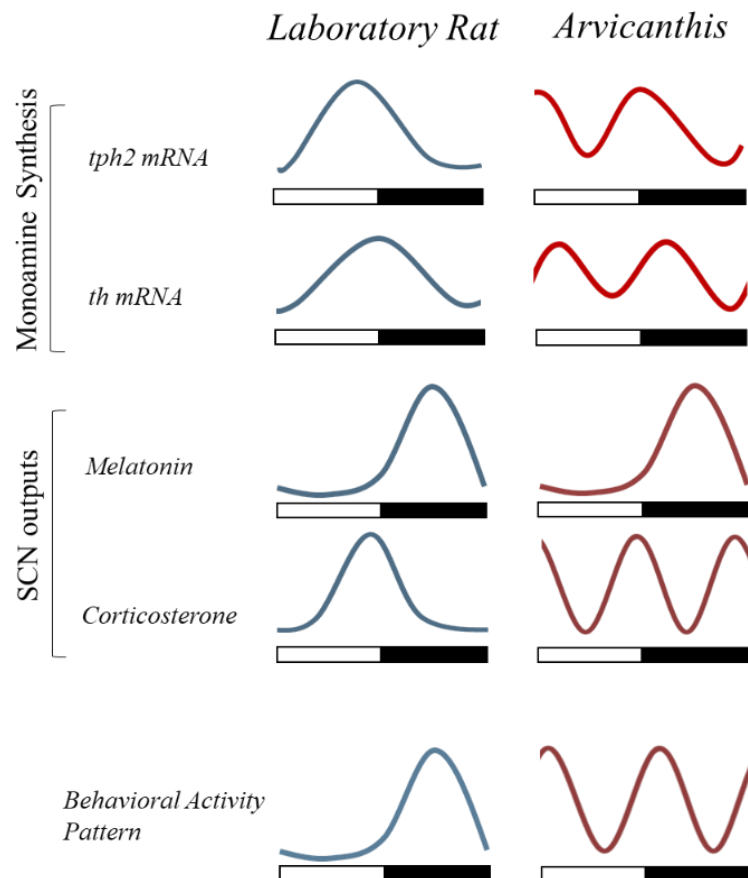 Laboratory Rat
Arvicanthis
Monoamine Synthesis
tph2 mRNA
th mRNA
SCN outputs
Melatonin
Corticosterone
Behavioral Activity
Pattern